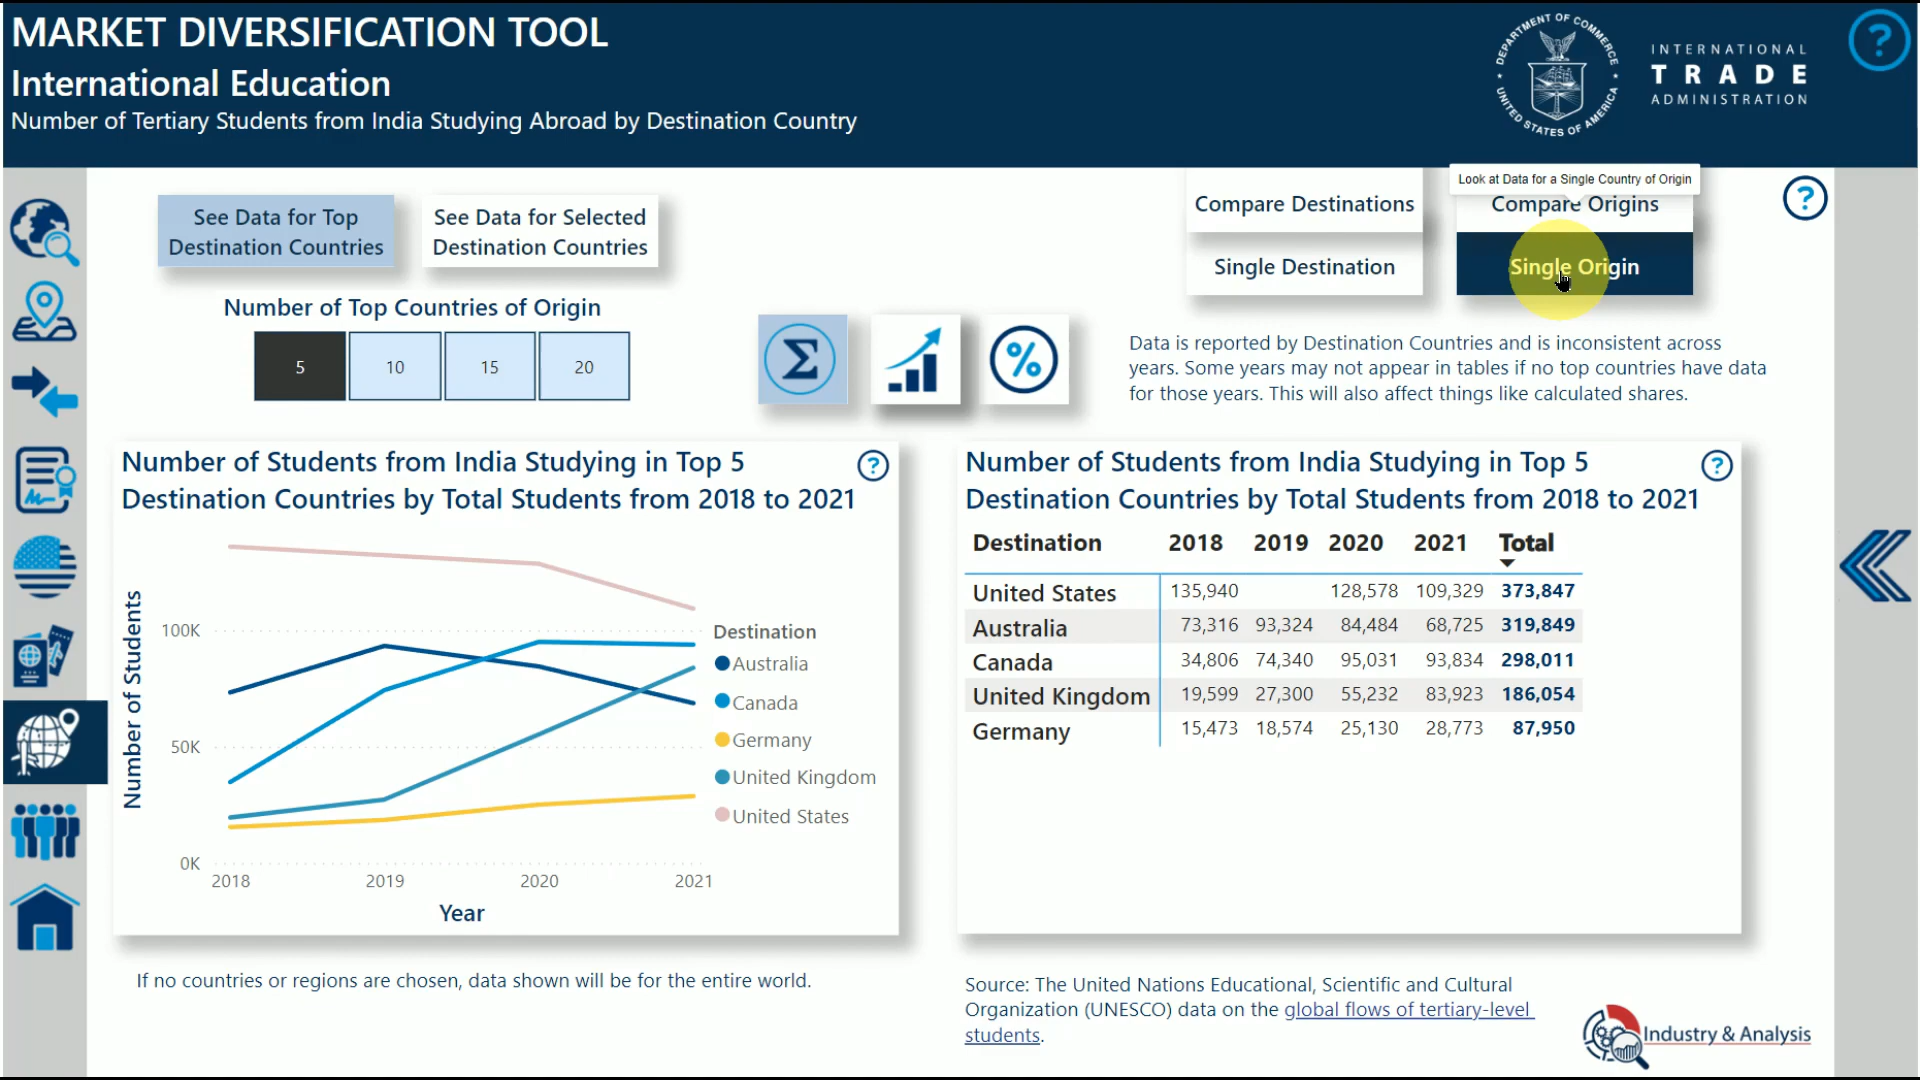 MARKET DIVERSIFICATION TOOL
International Education
Number of Tertiary Students from India Studying Abroad by Destination Country
DEPARTMENT OF COMMERCE
UNITED STATES OF AMERICA
INTERNATIONAL
TRADE
ADMINISTRATION
?
See Data for Top
Destination Countries
See Data for Selected
Destination Countries
Compare Destinations
Single Destination
Look at Data for a Single Country of Origin
Compare Origins
Single Origin
?
Number of Top Countries of Origin
5 10 15 20
Σ
%
Data is reported by Destination Countries and is inconsistent across
years. Some years may not appear in tables if no top countries have data
for those years. This will also affect things like calculated shares.
Number of Students from India Studying in Top 5
Destination Countries by Total Students from 2018 to 2021
?
Number of Students
100K
50K
0K
2018 2019 2020 2021
Year
Destination
Australia
Canada
Germany
United Kingdom
United States
Number of Students from India Studying in Top 5
Destination Countries by Total Students from 2018 to 2021
?
Destination 2018 2019 2020 2021 Total
United States 135,940 128,578 109,329 373,847
Australia 73,316 93,324 84,484 68,725 319,849
Canada 34,806 74,340 95,031 93,834 298,011
United Kingdom 19,599 27,300 55,232 83,923 186,054
Germany 15,473 18,574 25,130 28,773 87,950
If no countries or regions are chosen, data shown will be for the entire world.
Source: The United Nations Educational, Scientific and Cultural
Organization (UNESCO) data on the global flows of tertiary-level
students.
Industry & Analysis